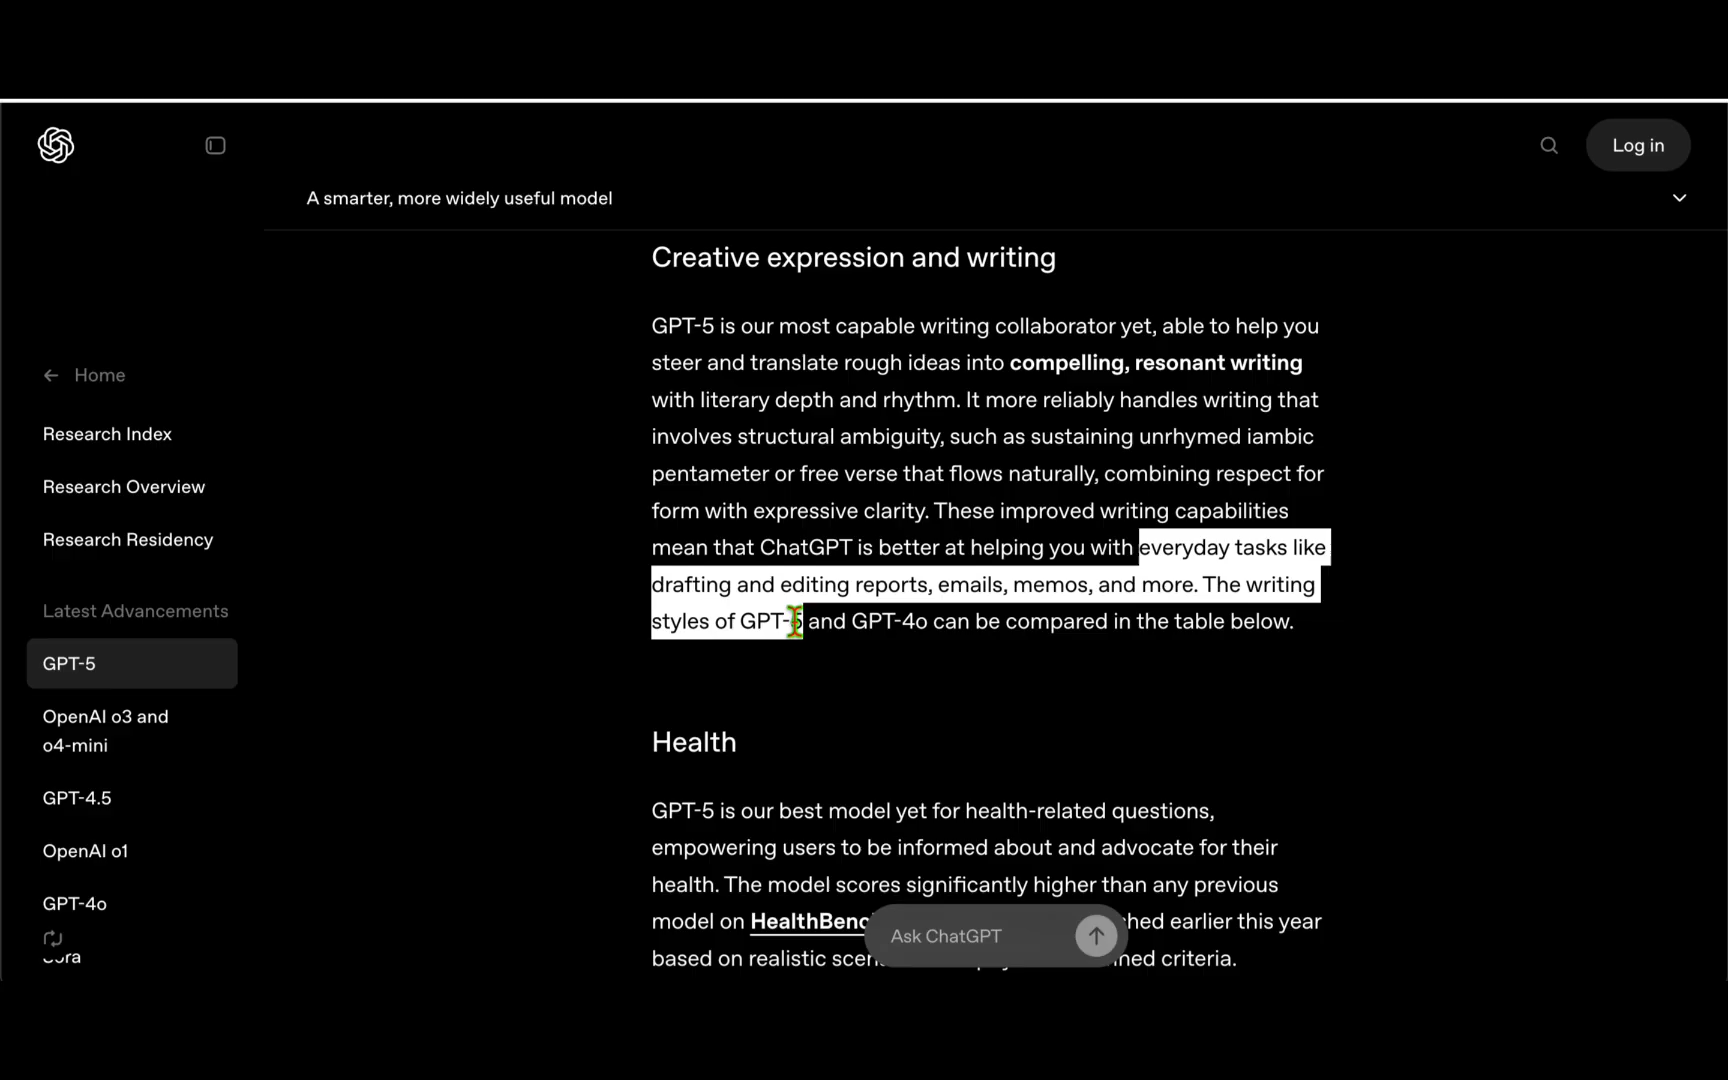 Log in
A smarter, more widely useful model
Home
Research Index
Research Overview
Research Residency
Latest Advancements
GPT-5
OpenAI o3 and
o4-mini
GPT-4.5
OpenAI o1
GPT-4o
Creative expression and writing
GPT-5 is our most capable writing collaborator yet, able to help you
steer and translate rough ideas into compelling, resonant writing
with literary depth and rhythm. It more reliably handles writing that
involves structural ambiguity, such as sustaining unrhymed iambic
pentameter or free verse that flows naturally, combining respect for
form with expressive clarity. These improved writing capabilities
mean that ChatGPT is better at helping you with everyday tasks like
drafting and editing reports, emails, memos, and more. The writing
styles of GPT-5 and GPT-4o can be compared in the table below.
Health
GPT-5 is our best model yet for health-related questions,
empowering users to be informed about and advocate for their
health. The model scores significantly higher than any previous
model on earlier this year
based on realistic criteria.
Ask ChatGPT